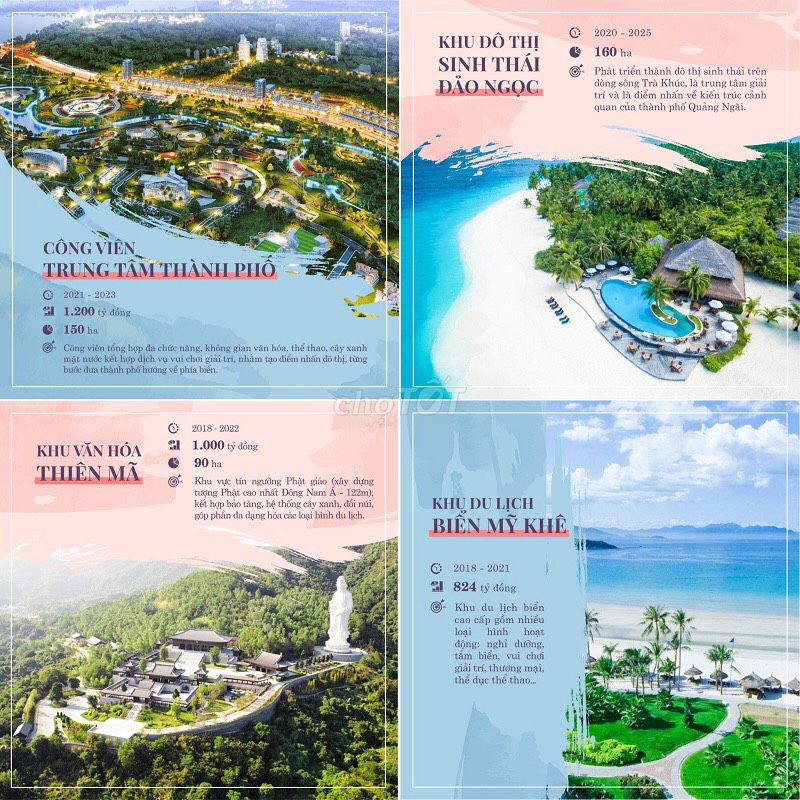 CÔNG VIÊN
TRUNG TÂM THÀNH PHỐ
2021 - 2023
1.200 tỷ đồng
150 ha
Công viên tổng hợp đa chức năng, không gian văn hóa, thể thao, cây xanh
mặt nước kết hợp dịch vụ vui chơi giải trí, nhằm tạo điểm nhấn đô thị, từng
bước đưa thành phố hướng về phía biển.
KHU ĐÔ THỊ
SINH THÁI
ĐẢO NGỌC
2020 - 2025
160 ha
Phát triển thành đô thị sinh thái trên
dòng sông Trà Khúc, là trung tâm giải
trí và là điểm nhấn về kiến trúc cảnh
quan của thành phố Quảng Ngãi.
chợTỐT
KHU VĂN HÓA
THIÊN MÃ
2018 - 2022
1.000 tỷ đồng
90 ha
Khu vực tín ngưỡng Phật giáo (xây dựng
tượng Phật cao nhất Đông Nam Á - 122m),
kết hợp bảo tàng, hệ thống cây xanh, đồi núi,
góp phần đa dạng hóa các loại hình du lịch.
KHU DU LỊCH
BIỂN MỸ KHÊ
2018 - 2021
824 tỷ đồng
Khu du lịch biển
cao cấp gồm nhiều
loại hình hoạt
động: nghỉ dưỡng,
tắm biển, vui chơi
giải trí, thương mại,
thể dục thể thao...